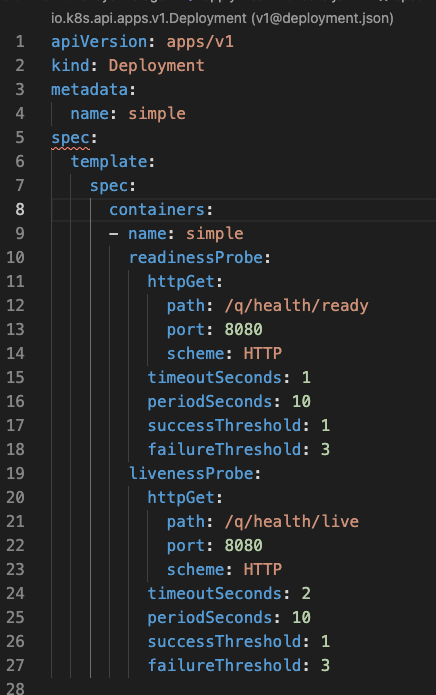 io.k8s.api.apps.v1.Deployment (v1@deployment.json)
1 apiVersion: apps/v1
2 kind: Deployment
3 metadata:
4   name: simple
5 spec:
6   template:
7     spec:
8       containers:
9       - name: simple
10         readinessProbe:
11           httpGet:
12             path: /q/health/ready
13             port: 8080
14             scheme: HTTP
15           timeoutSeconds: 1
16           periodSeconds: 10
17           successThreshold: 1
18           failureThreshold: 3
19         livenessProbe:
20           httpGet:
21             path: /q/health/live
22             port: 8080
23             scheme: HTTP
24           timeoutSeconds: 2
25           periodSeconds: 10
26           successThreshold: 1
27           failureThreshold: 3
28